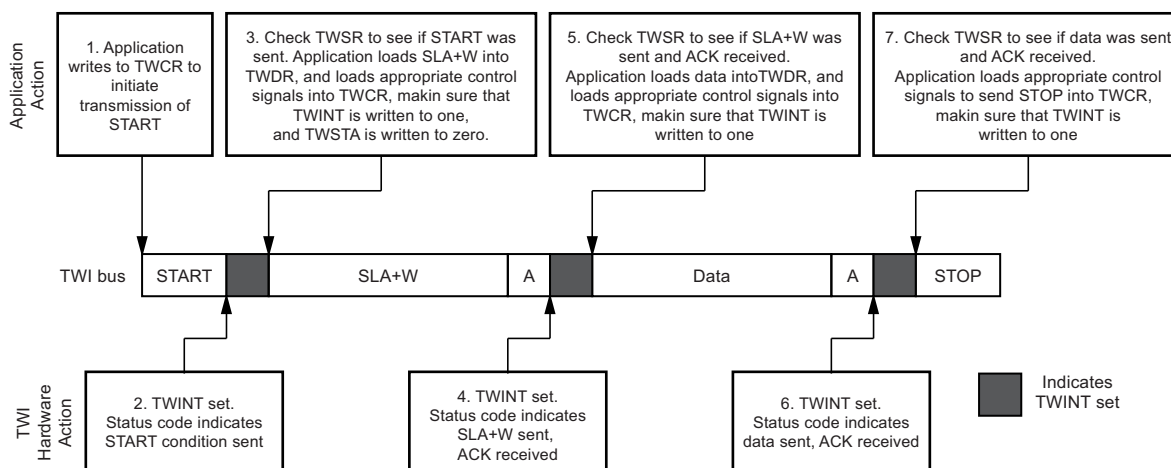 Application
Action
1. Application
writes to TWCR to
initiate
transmission of
START
3. Check TWSR to see if START was
sent. Application loads SLA+W into
TWDR, and loads appropriate control
signals into TWCR, makin sure that
TWINT is written to one,
and TWSTA is written to zero.
5. Check TWSR to see if SLA+W was
sent and ACK received.
Application loads data intoTWDR, and
loads appropriate control signals into
TWCR, makin sure that TWINT is
written to one
7. Check TWSR to see if data was sent
and ACK received.
Application loads appropriate control
signals to send STOP into TWCR,
makin sure that TWINT is
written to one
TWI bus
START
SLA+W
A
Data
A
STOP
TWI
Hardware
Action
2. TWINT set.
Status code indicates
START condition sent
4. TWINT set.
Status code indicates
SLA+W sent,
ACK received
6. TWINT set.
Status code indicates
data sent, ACK received
Indicates
TWINT set